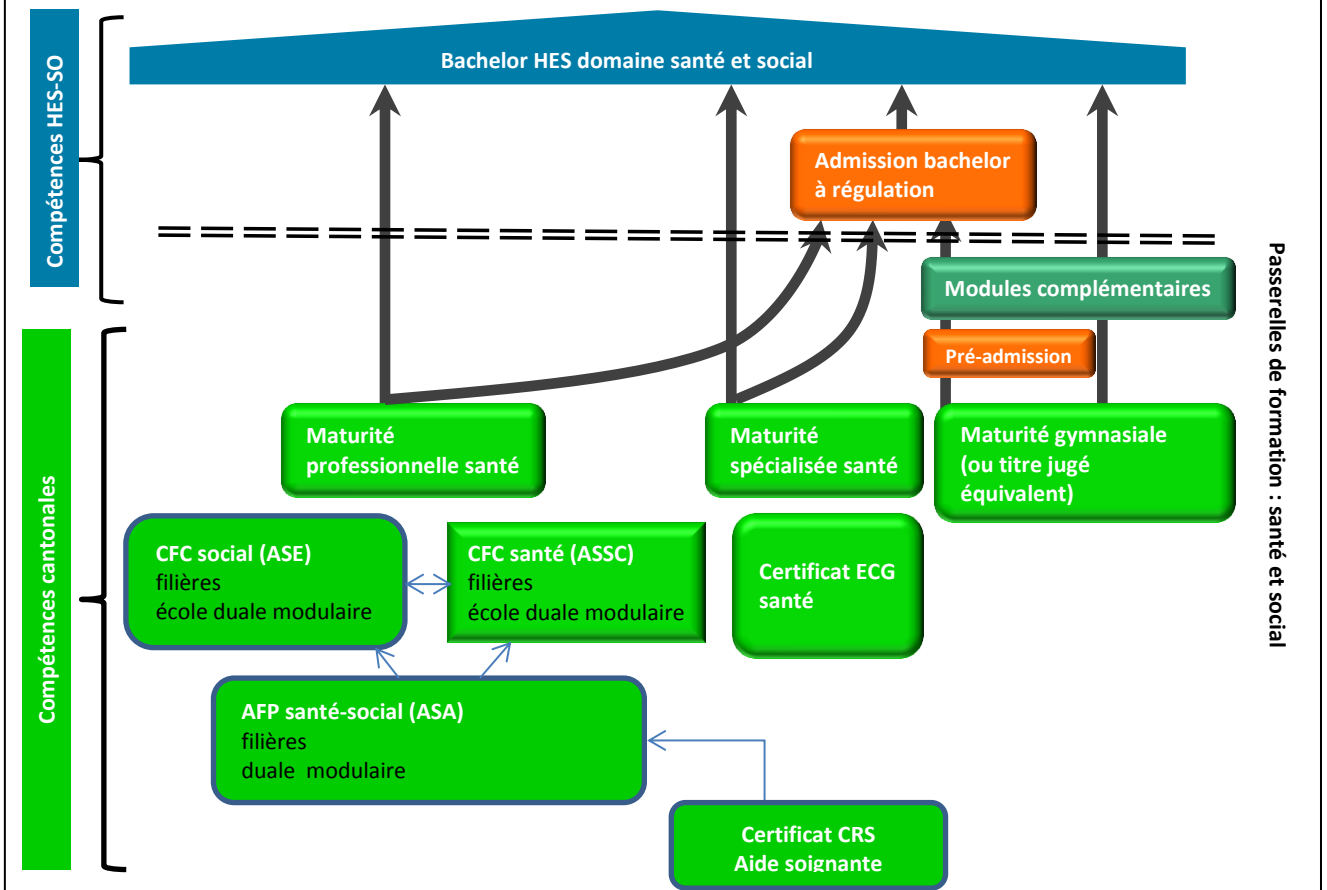 Bachelor HES domaine santé et social
Compétences HES-SO
Admission bachelor
à régulation
Modules complémentaires
Pré-admission
Passerelles de formation : santé et social
Maturité
professionnelle santé
Maturité
spécialisée santé
Maturité gymnasiale
(ou titre jugé
équivalent)
Compétences cantonales
CFC social (ASE)
filières
école duale modulaire
CFC santé (ASSC)
filières
école duale modulaire
Certificat ECG
santé
AFP santé-social (ASA)
filières
duale  modulaire
Certificat CRS
Aide soignante